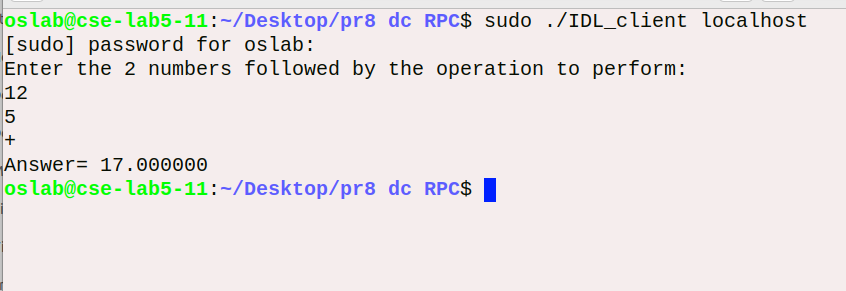 oslab@cse-lab5-11:~/Desktop/pr8 dc RPC$ sudo ./IDL_client localhost
[sudo] password for oslab:
Enter the 2 numbers followed by the operation to perform:
12
5
+
Answer= 17.000000
oslab@cse-lab5-11:~/Desktop/pr8 dc RPC$